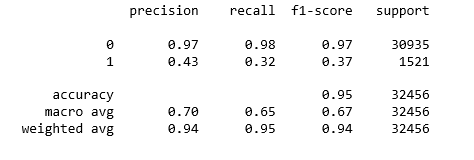 precision recall f1-score support
0 0.97 0.98 0.97 30935
1 0.43 0.32 0.37 1521
accuracy 0.95 32456
macro avg 0.70 0.65 0.67 32456
weighted avg 0.94 0.95 0.94 32456